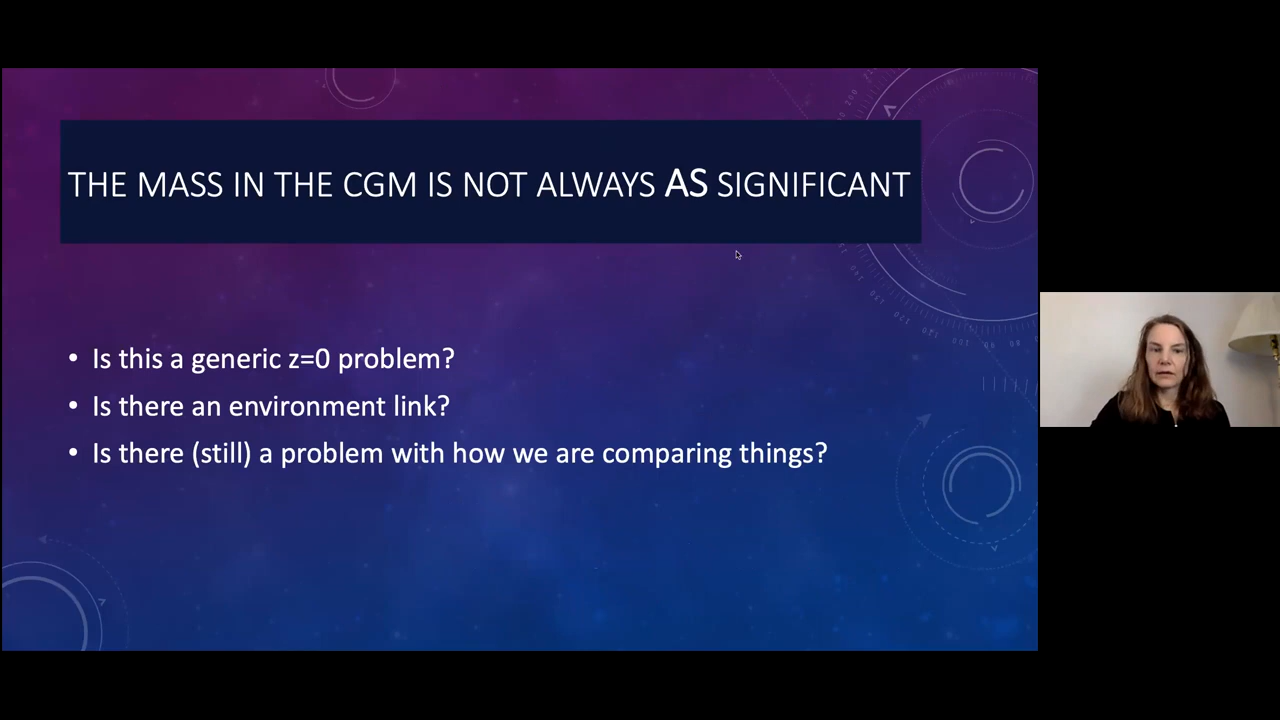 THE MASS IN THE CGM IS NOT ALWAYS AS SIGNIFICANT
• Is this a generic z=0 problem?
• Is there an environment link?
• Is there (still) a problem with how we are comparing things?